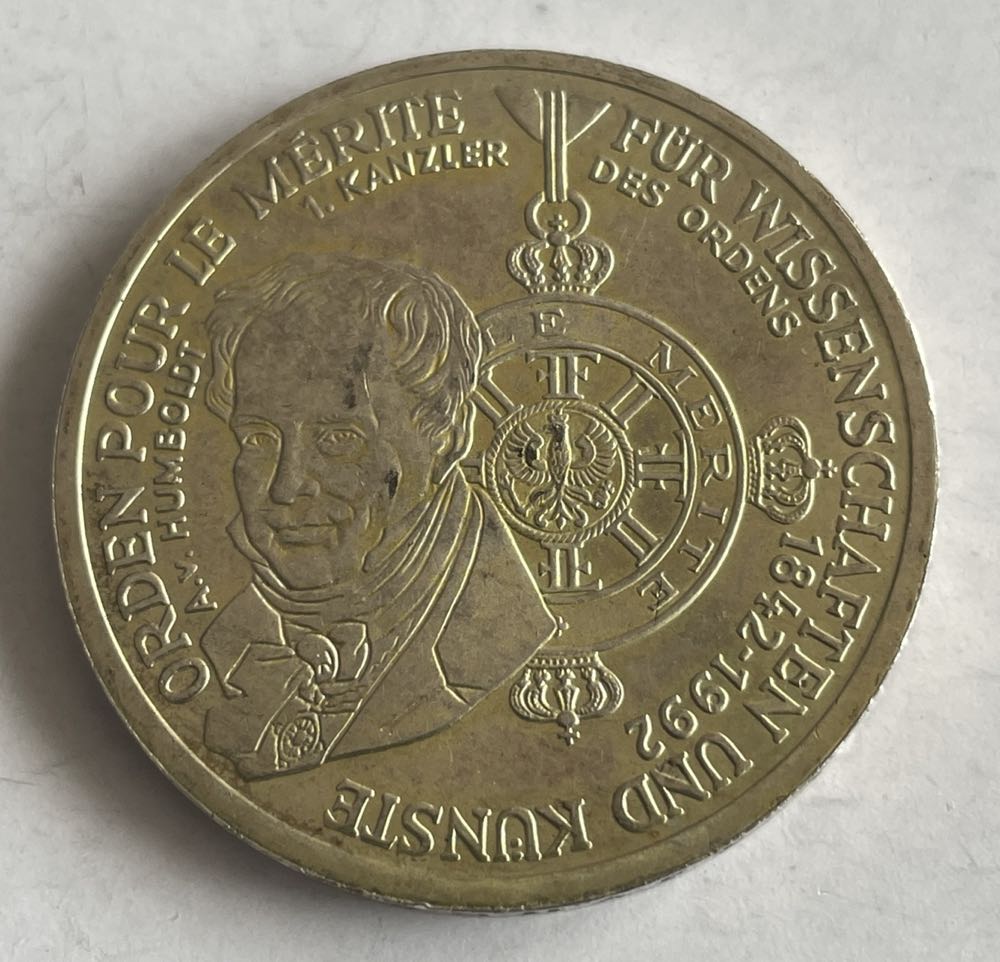 ORDEN POUR LE MÉRITE FÜR WISSENSCHAFTEN UND KÜNSTE
A.v. HUMBOLDT 1. KANZLER DES ORDENS
1842-1992
LE MERITE
F